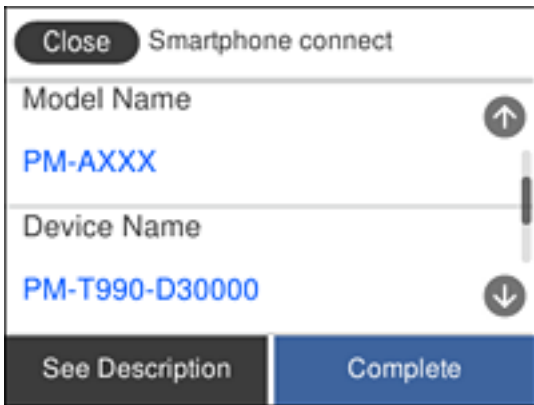 Close Smartphone connect
Model Name
PM-AXXX
Device Name
PM-T990-D30000
See Description Complete